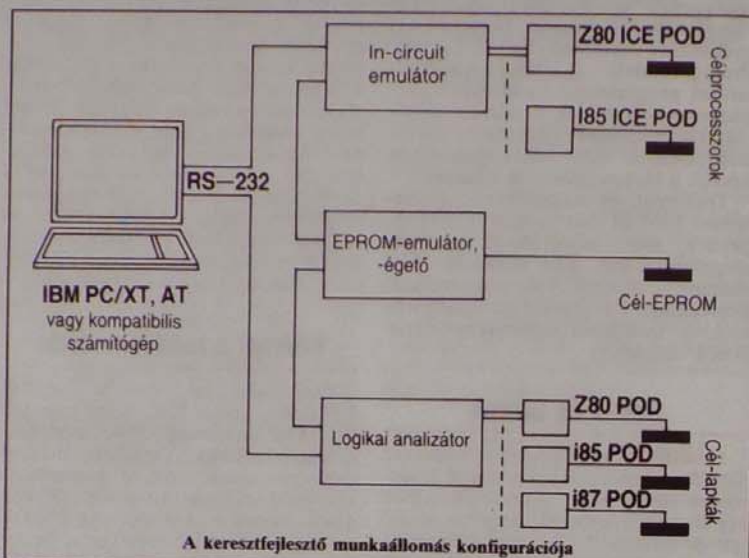 In-circuit
emulátor
Z80 ICE POD
I85 ICE POD
Célprocesszorok
RS—232
IBM PC/XT, AT
vagy kompatibilis
számítógép
EPROM-emulátor,
-égető
Cél-EPROM
Logikai analizátor
Z80 POD
i85 POD
i87 POD
Cél-lapkák
A keresztfejlesztő munkaállomás konfigurációja